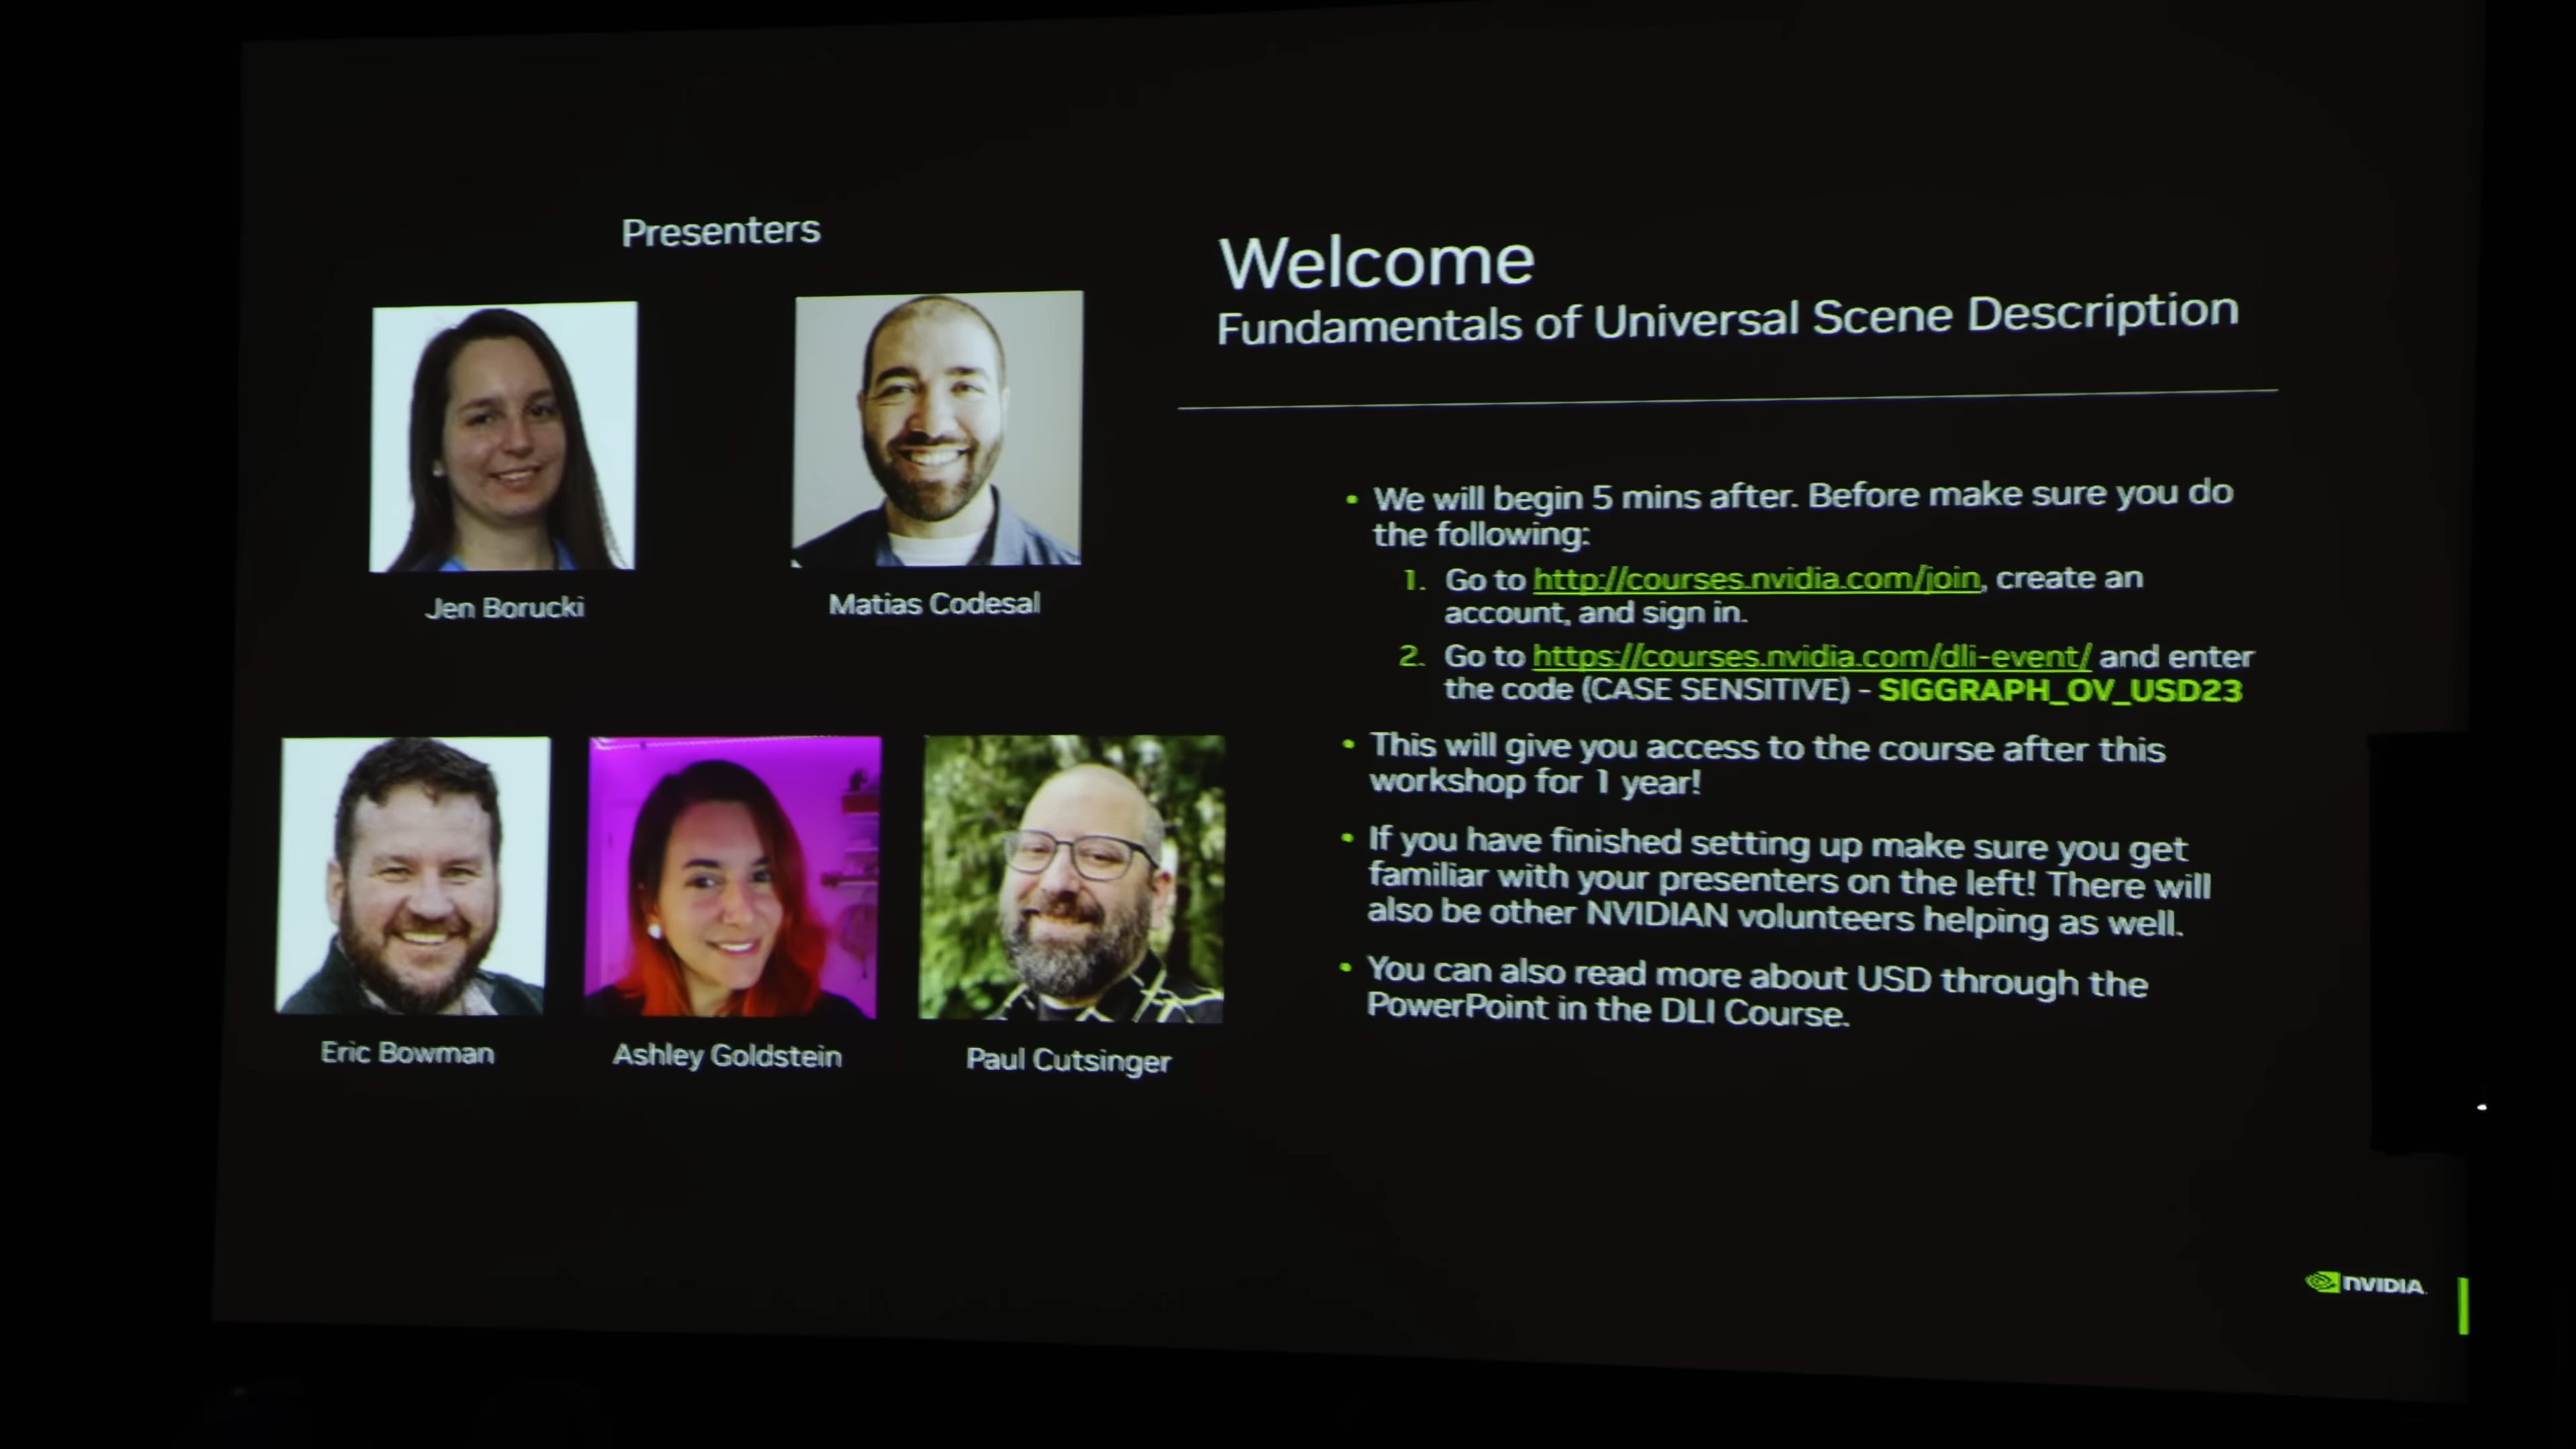 Presenters
Jen Borucki
Matias Codesal
Eric Bowman
Ashley Goldstein
Paul Cutsinger
Welcome
Fundamentals of Universal Scene Description
• We will begin 5 mins after. Before make sure you do
the following:
1. Go to http://courses.nvidia.com/join, create an
account, and sign in.
2. Go to https://courses.nvidia.com/dli-event/ and enter
the code (CASE SENSITIVE) - SIGGRAPH_OV_USD23
• This will give you access to the course after this
workshop for 1 year!
• If you have finished setting up make sure you get
familiar with your presenters on the left! There will
also be other NVIDIAN volunteers helping as well.
• You can also read more about USD through the
PowerPoint in the DLI Course.
NVIDIA.